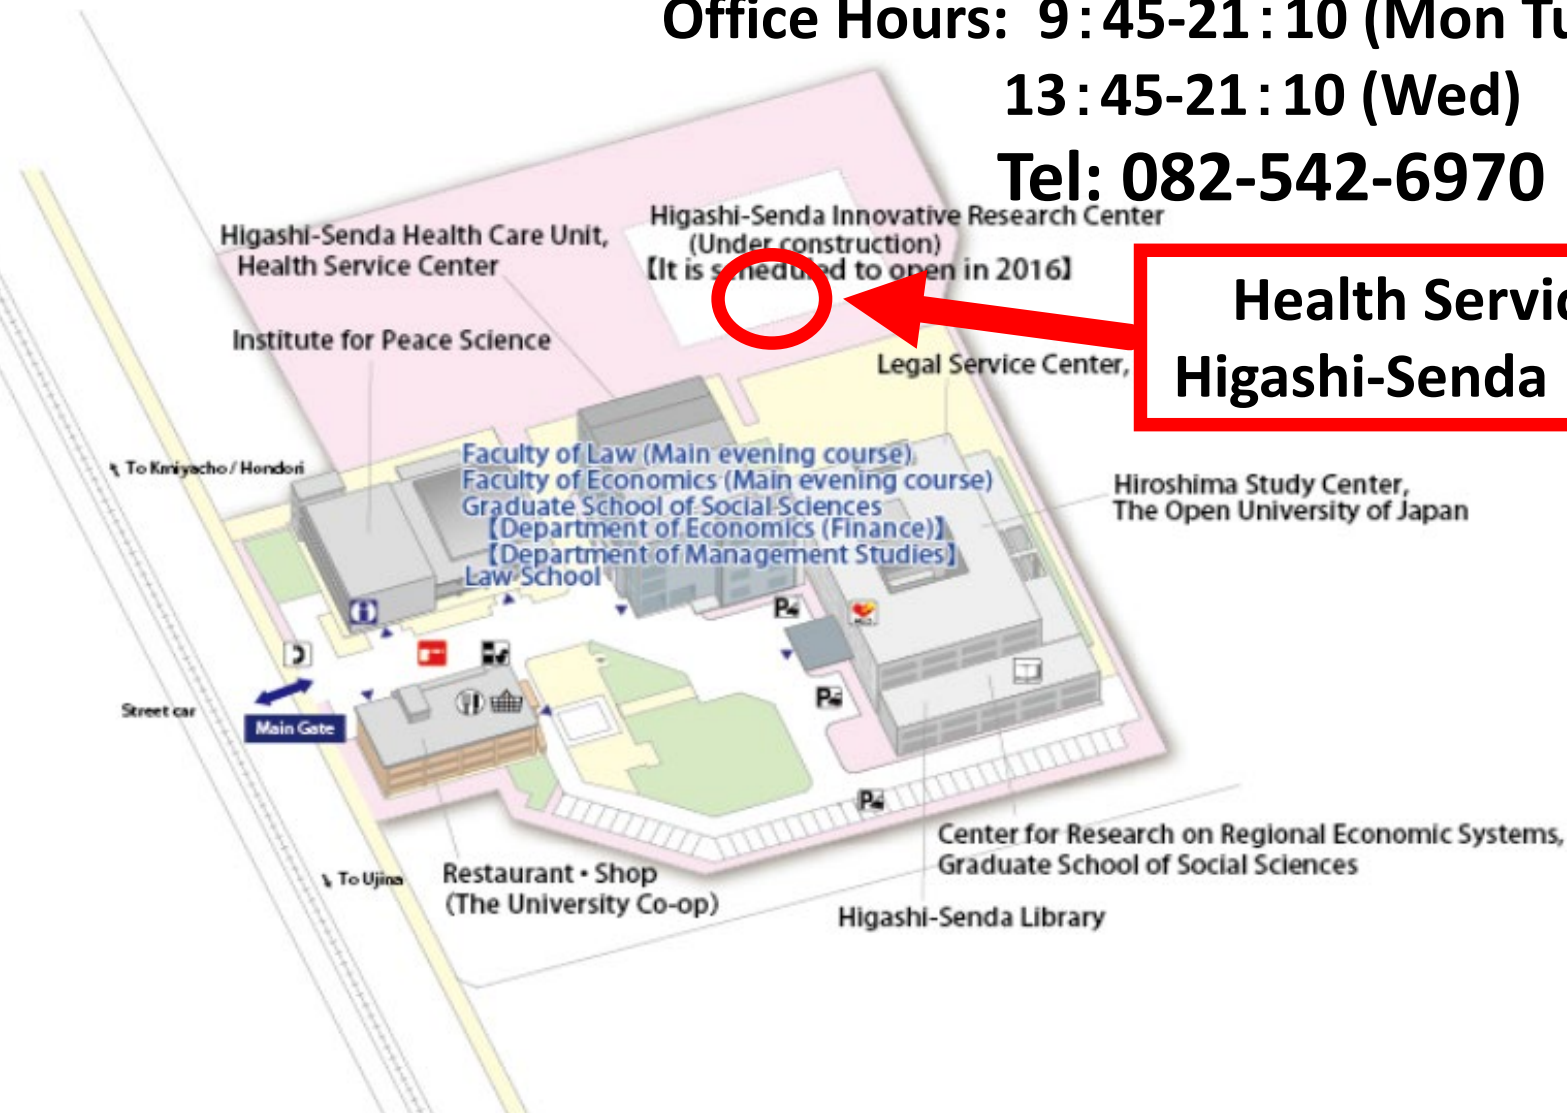 Office Hours: 9:45-21:10 (Mon
13:45-21:10 (Wed)
Tel: 082-542-6970
Higashi-Senda Innovative Research Center
(Under construction)
【It is scheduled to open in 2016】
Higashi-Senda Health Care Unit,
Health Service Center
Health
Higashi-Senda
Institute for Peace Science
Legal Service Center,
Faculty of Law (Main evening course)
Faculty of Economics (Main evening course)
Graduate School of Social Sciences
【Department of Economics (Finance)】
【Department of Management Studies】
Law School
To Kmiyacho / Hondori
Hiroshima Study Center,
The Open University of Japan
P
P
P
Street car
Main Gate
To Ujina
Restaurant・Shop
(The University Co-op)
Center for Research on Regional Economic Systems,
Graduate School of Social Sciences
Higashi-Senda Library